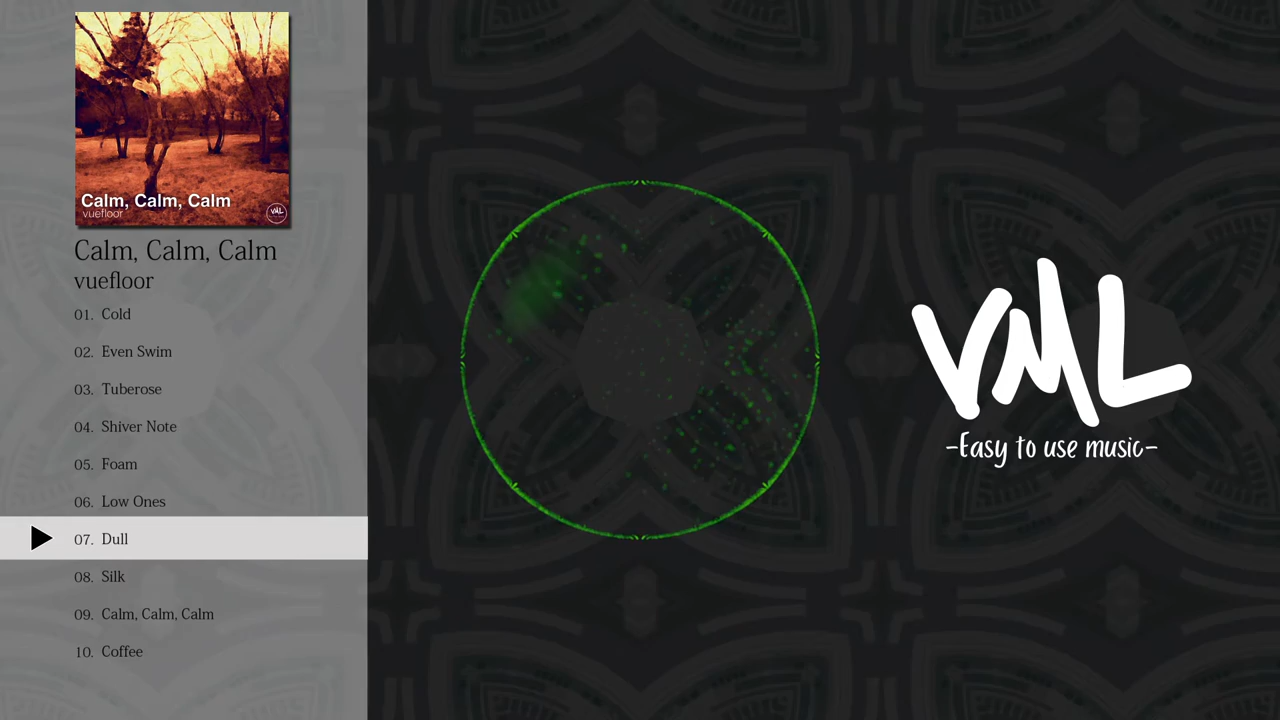 Calm, Calm, Calm
vuefloor
VML
Calm, Calm, Calm
vuefloor
01. Cold
02. Even Swim
03. Tuberose
04. Shiver Note
05. Foam
06. Low Ones
07. Dull
08. Silk
09. Calm, Calm, Calm
10. Coffee
VML
-Easy to use music-